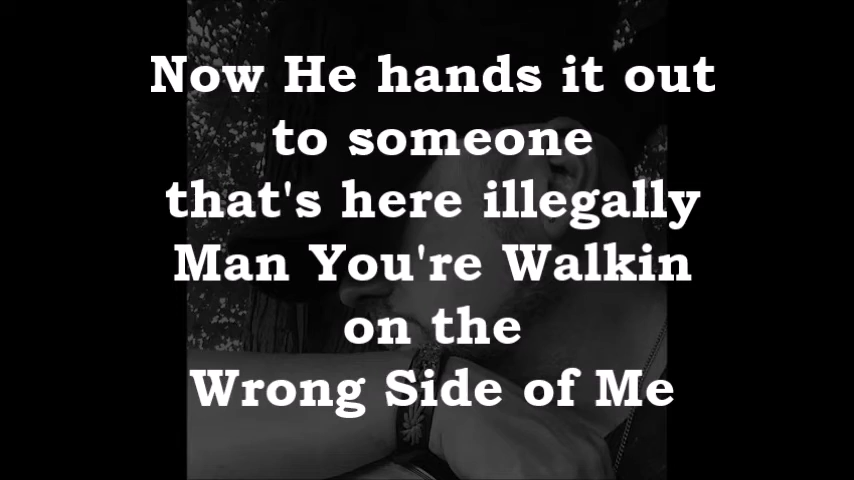 Now He hands it out
to someone
that's here illegally
Man You're Walkin
on the
Wrong Side of Me